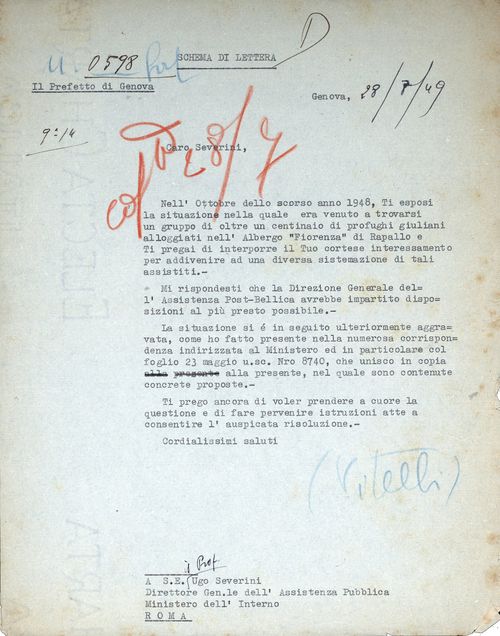 0598
SCHEMA DI LETTERA
D
Il Prefetto di Genova
Genova, 28/7/49
9-14
Caro Severini,
28/7
Nell' Ottobre dello scorso anno 1948, Ti esposi
la situazione nella quale era venuto a trovarsi
un gruppo di oltre un centinaio di profughi giuliani
alloggiati nell' Albergo "Fiorenza" di Rapallo e
Ti pregai di interporre il Tuo cortese interessamento
per addivenire ad una diversa sistemazione di tali
assistiti.-
Mi rispondesti che la Direzione Generale del=
l' Assistenza Post-Bellica avrebbe impartito dispo=
sizioni al più presto possibile.-
La situazione si é in seguito ulteriormente aggra=
vata, come ho fatto presente nella numerosa corrispon=
denza indirizzata al Ministero ed in particolare col
foglio 23 maggio u.sc. Nro 8740, che unisco in copia
alla presente alla presente, nel quale sono contenute
concrete proposte.-
Ti prego ancora di voler prendere a cuore la
questione e di fare pervenire istruzioni atte a
consentire l' auspicata risoluzione.-
Cordialissimi saluti
(Vitelli)
il Prof
A S.E. Ugo Severini
Direttore Gen.le dell' Assistenza Pubblica
Ministero dell' Interno
R O M A